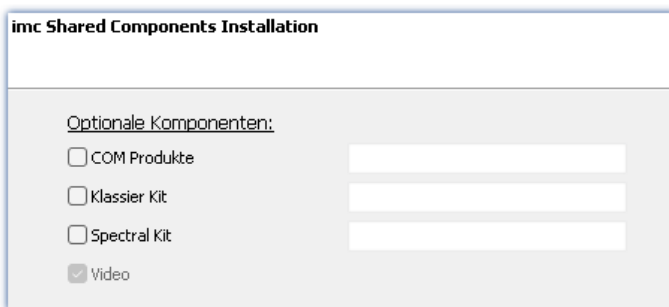 imc Shared Components Installation
Optionale Komponenten:
COM Produkte
Klassier Kit
Spectral Kit
Video